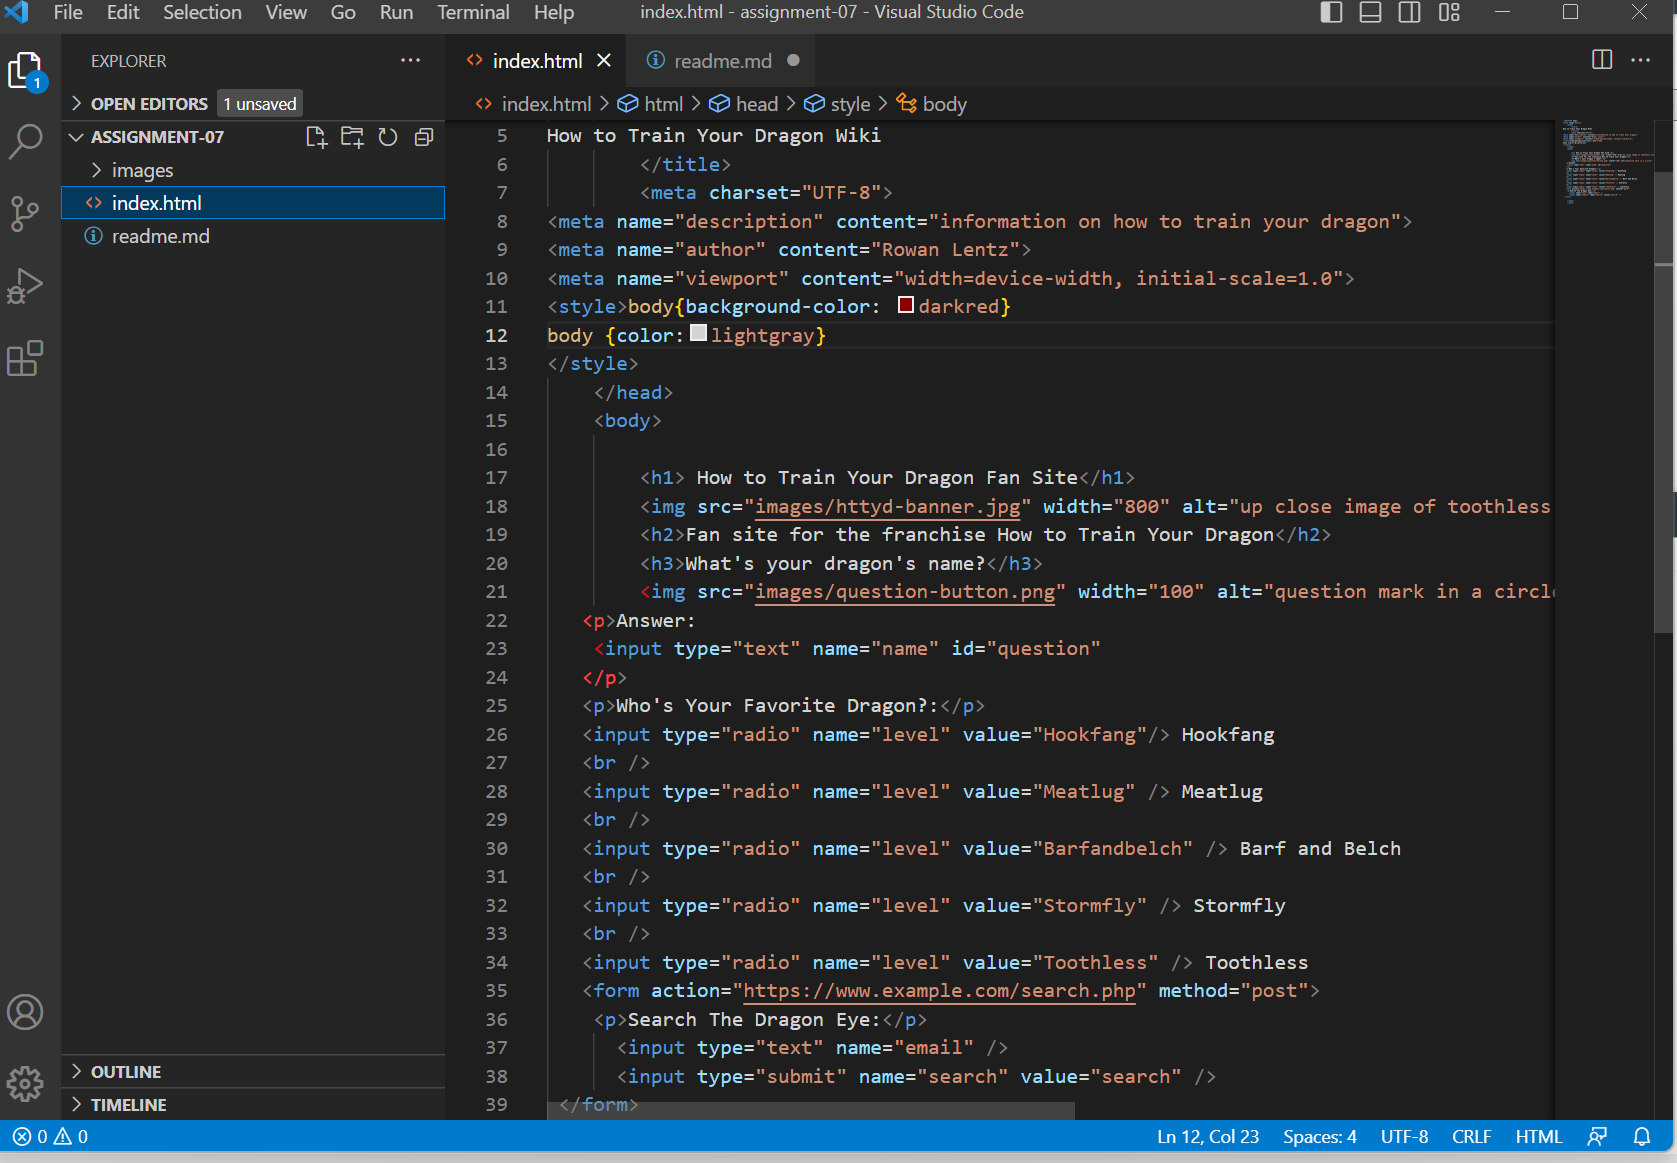 File Edit Selection View Go Run Terminal Help index.html - assignment-07 - Visual Studio Code
EXPLORER
1
OPEN EDITORS 1 unsaved
ASSIGNMENT-07
images
index.html
readme.md
index.html readme.md
index.html > html > head > style > body
5 How to Train Your Dragon Wiki
6 </title>
7 <meta charset="UTF-8">
8 <meta name="description" content="information on how to train your dragon">
9 <meta name="author" content="Rowan Lentz">
10 <meta name="viewport" content="width=device-width, initial-scale=1.0">
11 <style>body{background-color: darkred}
12 body {color: lightgray}
13 </style>
14 </head>
15 <body>
16
17 <h1> How to Train Your Dragon Fan Site</h1>
18 <img src="images/httyd-banner.jpg" width="800" alt="up close image of toothless
19 <h2>Fan site for the franchise How to Train Your Dragon</h2>
20 <h3>What's your dragon's name?</h3>
21 <img src="images/question-button.png" width="100" alt="question mark in a circle
22 <p>Answer:
23 <input type="text" name="name" id="question"
24 </p>
25 <p>Who's Your Favorite Dragon?:</p>
26 <input type="radio" name="level" value="Hookfang"/> Hookfang
27 <br />
28 <input type="radio" name="level" value="Meatlug" /> Meatlug
29 <br />
30 <input type="radio" name="level" value="Barfandbelch" /> Barf and Belch
31 <br />
32 <input type="radio" name="level" value="Stormfly" /> Stormfly
33 <br />
34 <input type="radio" name="level" value="Toothless" /> Toothless
35 <form action="https://www.example.com/search.php" method="post">
36 <p>Search The Dragon Eye:</p>
37 <input type="text" name="email" />
38 <input type="submit" name="search" value="search" />
39 </form>
OUTLINE
TIMELINE
0 0 Ln 12, Col 23 Spaces: 4 UTF-8 CRLF HTML